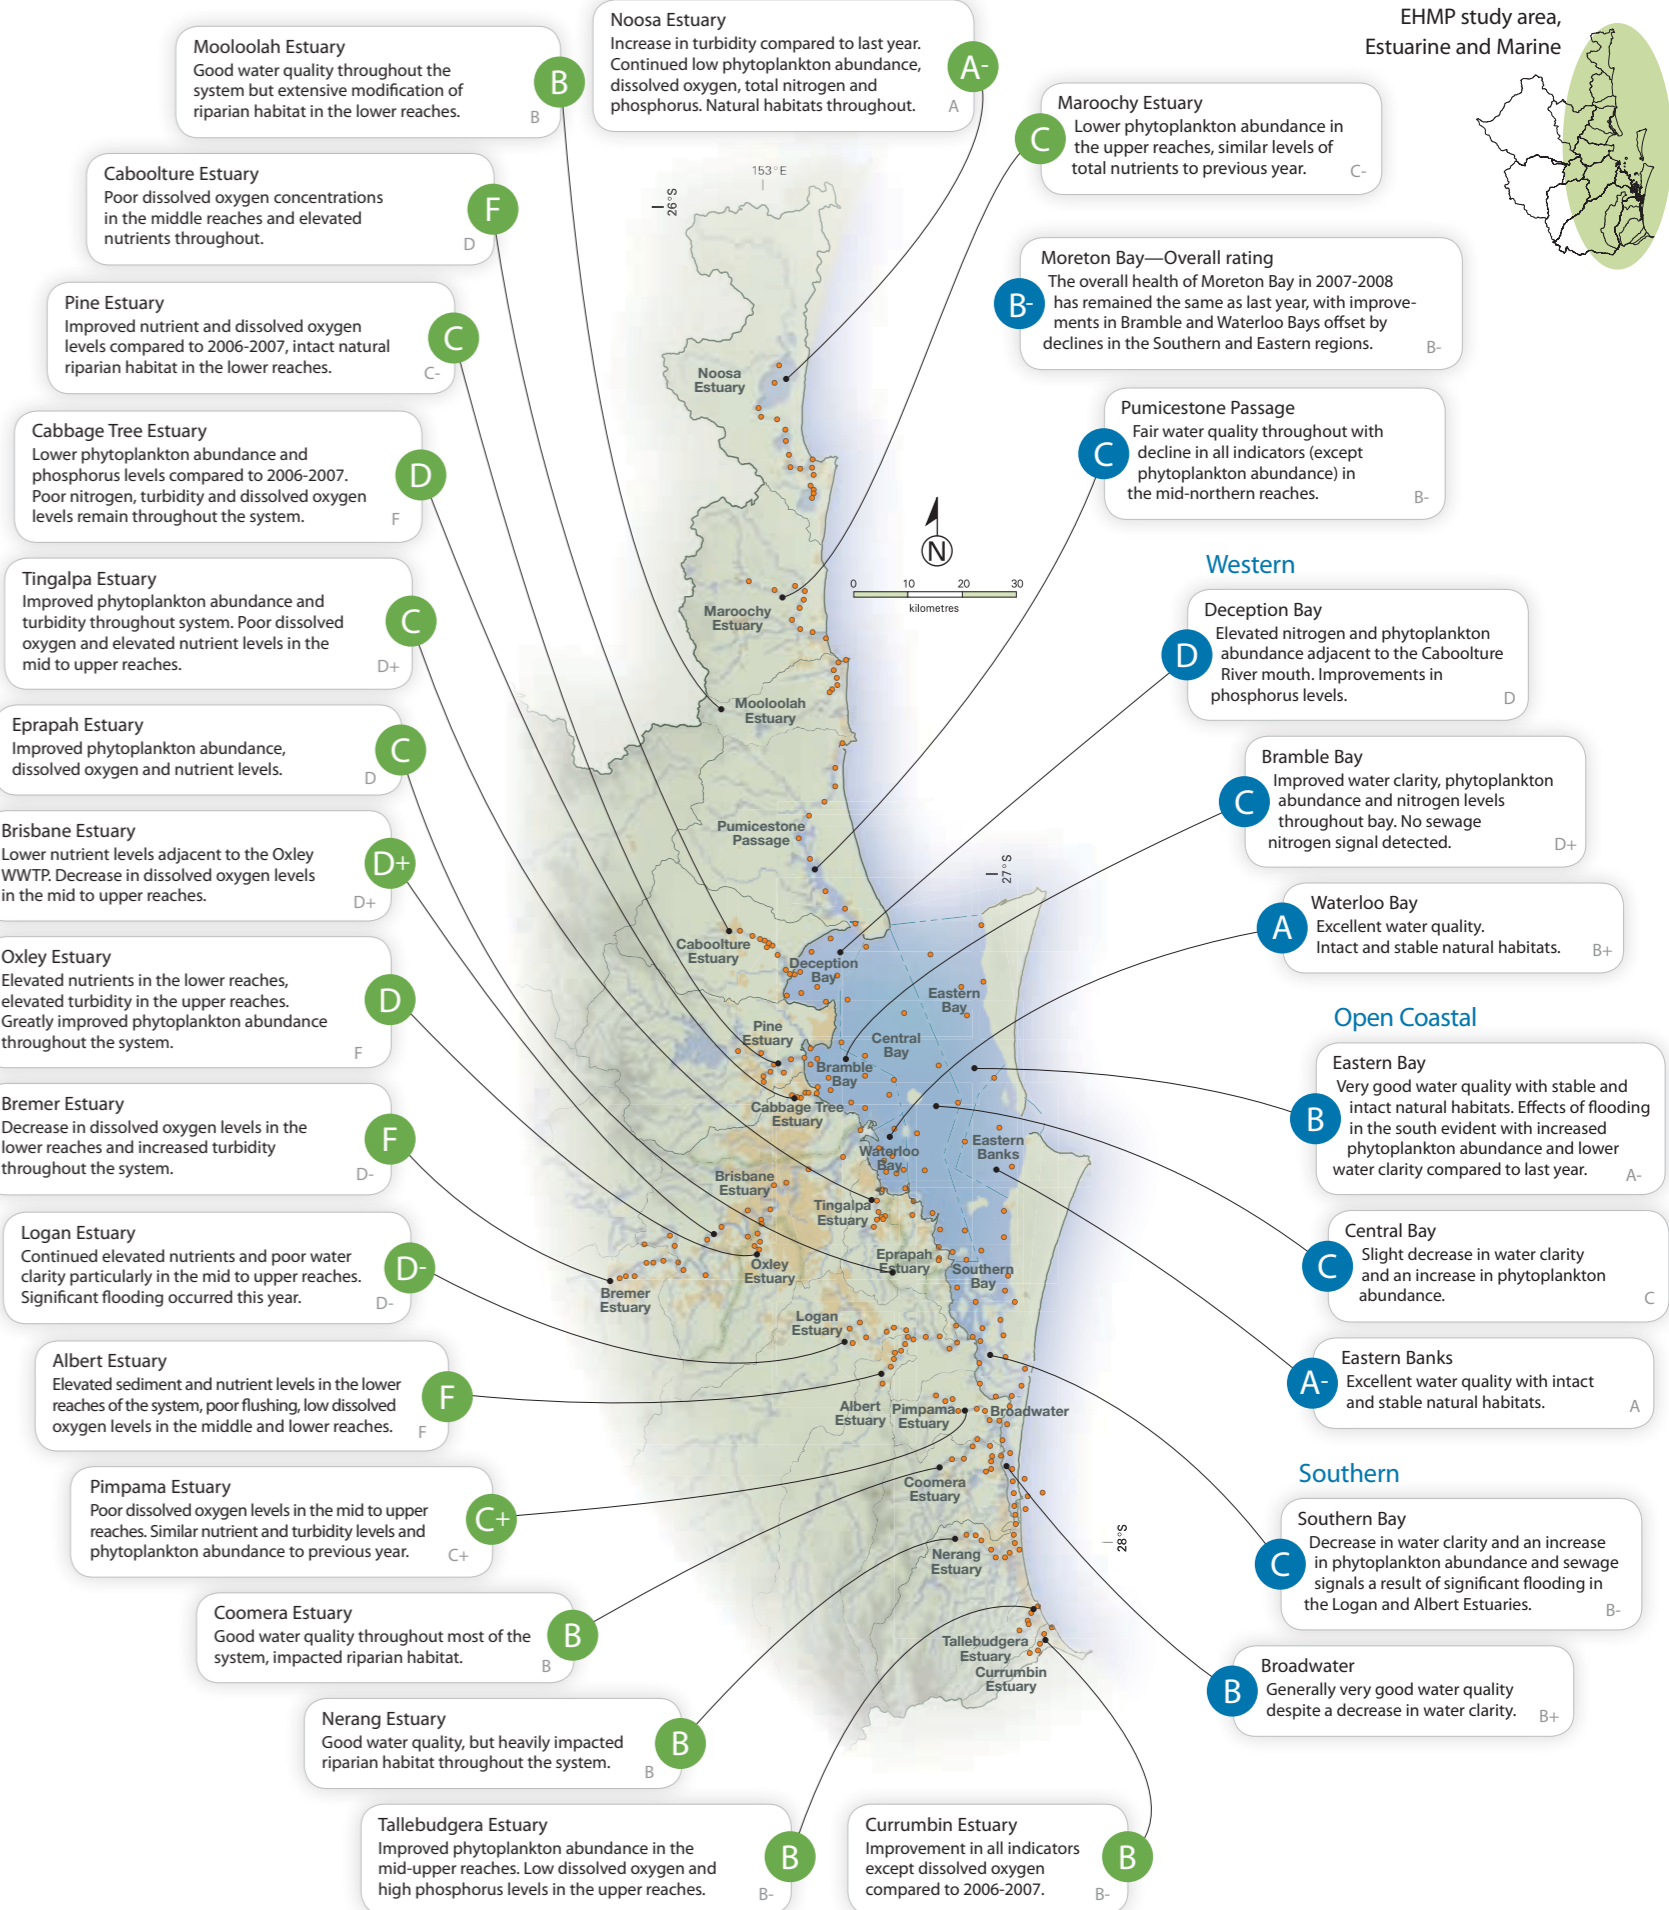 EHMP study area,
Estuarine and Marine
Noosa Estuary
Increase in turbidity compared to last year.
Continued low phytoplankton abundance,
dissolved oxygen, total nitrogen and
phosphorus. Natural habitats throughout.
A-
A
Mooloolah Estuary
Good water quality throughout the
system but extensive modification of
riparian habitat in the lower reaches.
B
B
Maroochy Estuary
Lower phytoplankton abundance in
the upper reaches, similar levels of
total nutrients to previous year.
C
C-
Caboolture Estuary
Poor dissolved oxygen concentrations
in the middle reaches and elevated
nutrients throughout.
F
D
Moreton Bay—Overall rating
The overall health of Moreton Bay in 2007-2008
has remained the same as last year, with improve-
ments in Bramble and Waterloo Bays offset by
declines in the Southern and Eastern regions.
B-
B-
Pine Estuary
Improved nutrient and dissolved oxygen
levels compared to 2006-2007, intact natural
riparian habitat in the lower reaches.
C
C-
Pumicestone Passage
Fair water quality throughout with
decline in all indicators (except
phytoplankton abundance) in
the mid-northern reaches.
C
B-
Cabbage Tree Estuary
Lower phytoplankton abundance and
phosphorus levels compared to 2006-2007.
Poor nitrogen, turbidity and dissolved oxygen
levels remain throughout the system.
D
F
Western
Deception Bay
Elevated nitrogen and phytoplankton
abundance adjacent to the Caboolture
River mouth. Improvements in
phosphorus levels.
D
D
Tingalpa Estuary
Improved phytoplankton abundance and
turbidity throughout system. Poor dissolved
oxygen and elevated nutrient levels in the
mid to upper reaches.
C
D+
Bramble Bay
Improved water clarity, phytoplankton
abundance and nitrogen levels
throughout bay. No sewage
nitrogen signal detected.
C
D+
Eprapah Estuary
Improved phytoplankton abundance,
dissolved oxygen and nutrient levels.
C
D
Waterloo Bay
Excellent water quality.
Intact and stable natural habitats.
A
B+
Brisbane Estuary
Lower nutrient levels adjacent to the Oxley
WWTP. Decrease in dissolved oxygen levels
in the mid to upper reaches.
D+
D+
Oxley Estuary
Elevated nutrients in the lower reaches,
elevated turbidity in the upper reaches.
Greatly improved phytoplankton abundance
throughout the system.
D
F
Open Coastal
Eastern Bay
Very good water quality with stable and
intact natural habitats. Effects of flooding
in the south evident with increased
phytoplankton abundance and lower
water clarity compared to last year.
B
A-
Bremer Estuary
Decrease in dissolved oxygen levels in the
lower reaches and increased turbidity
throughout the system.
F
D-
Central Bay
Slight decrease in water clarity
and an increase in phytoplankton
abundance.
C
C
Logan Estuary
Continued elevated nutrients and poor water
clarity particularly in the mid to upper reaches.
Significant flooding occurred this year.
D-
D-
Eastern Banks
Excellent water quality with intact
and stable natural habitats.
A-
A
Albert Estuary
Elevated sediment and nutrient levels in the lower
reaches of the system, poor flushing, low dissolved
oxygen levels in the middle and lower reaches.
F
F
Southern
Southern Bay
Decrease in water clarity and an increase
in phytoplankton abundance and sewage
signals a result of significant flooding in
the Logan and Albert Estuaries.
C
B-
Pimpama Estuary
Poor dissolved oxygen levels in the mid to upper
reaches. Similar nutrient and turbidity levels and
phytoplankton abundance to previous year.
C+
C+
Coomera Estuary
Good water quality throughout most of the
system, impacted riparian habitat.
B
B
Broadwater
Generally very good water quality
despite a decrease in water clarity.
B
B+
Nerang Estuary
Good water quality, but heavily impacted
riparian habitat throughout the system.
B
B
Tallebudgera Estuary
Improved phytoplankton abundance in the
mid-upper reaches. Low dissolved oxygen and
high phosphorus levels in the upper reaches.
B
B-
Currumbin Estuary
Improvement in all indicators
except dissolved oxygen
compared to 2006-2007.
B
B-
153°E
26°S
Noosa
Estuary
N
0 10 20 30
kilometres
Maroochy
Estuary
Mooloolah
Estuary
Pumicestone
Passage
27°S
Caboolture
Estuary
Deception
Bay
Eastern
Bay
Pine
Estuary
Central
Bay
Bramble
Bay
Cabbage Tree
Estuary
Waterloo
Bay
Eastern
Banks
Brisbane
Estuary
Tingalpa
Estuary
Eprapah
Estuary
Oxley
Estuary
Southern
Bay
Bremer
Estuary
Logan
Estuary
Albert
Estuary
Pimpama
Estuary
Broadwater
Coomera
Estuary
28°S
Nerang
Estuary
Tallebudgera
Estuary
Currumbin
Estuary